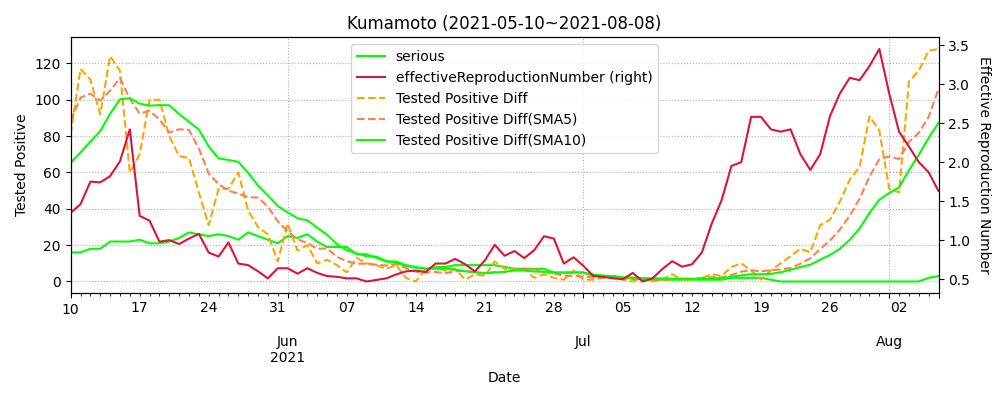 Kumamoto (2021-05-10~2021-08-08)
serious
effectiveReproductionNumber (right)
Tested Positive Diff
Tested Positive Diff(SMA5)
Tested Positive Diff(SMA10)
Tested Positive
120
100
80
60
40
20
0
3.5
3.0
2.5
2.0
1.5
1.0
0.5
Effective Reproduction Number
10 17 24 31 07 14 21 28 05 12 19 26 02
Jun Jul Aug
2021
Date